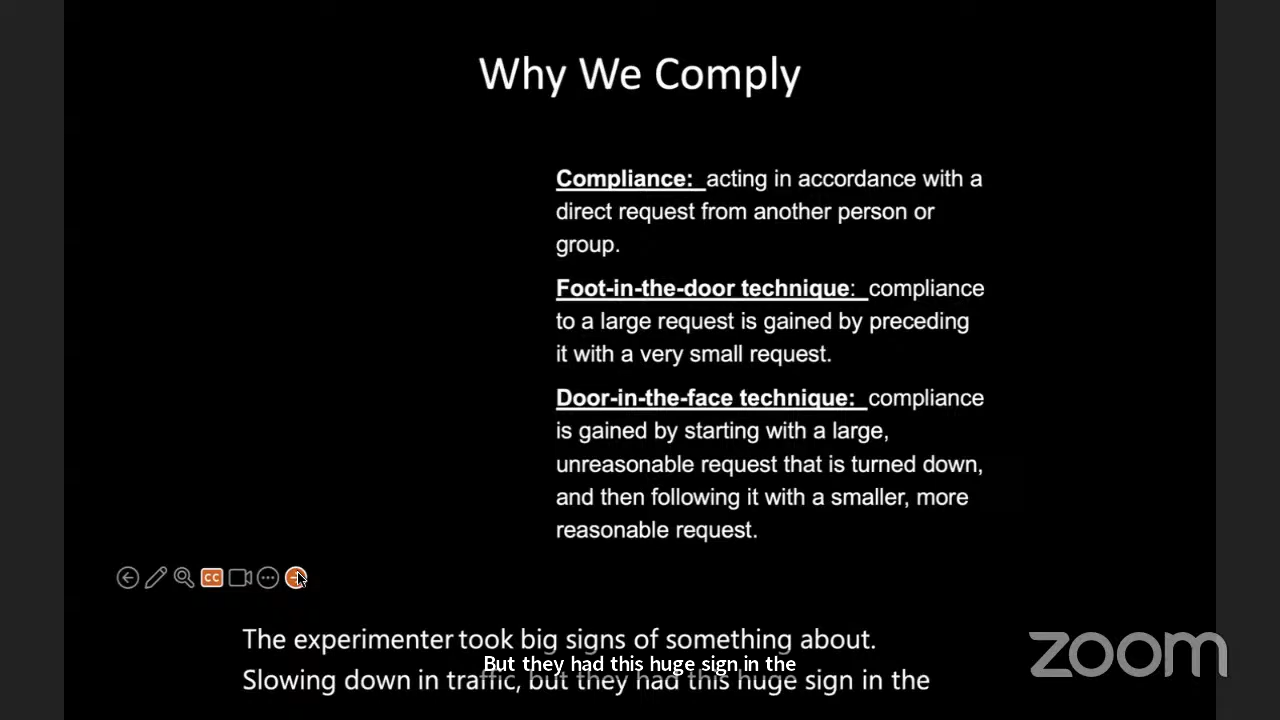 Why We Comply
Compliance: acting in accordance with a
direct request from another person or
group.
Foot-in-the-door technique: compliance
to a large request is gained by preceding
it with a very small request.
Door-in-the-face technique: compliance
is gained by starting with a large,
unreasonable request that is turned down,
and then following it with a smaller, more
reasonable request.
CC
The experimenter took big signs of something about.
But they had this huge sign in the
Slowing down in traffic, but they had this huge sign in the
zoom